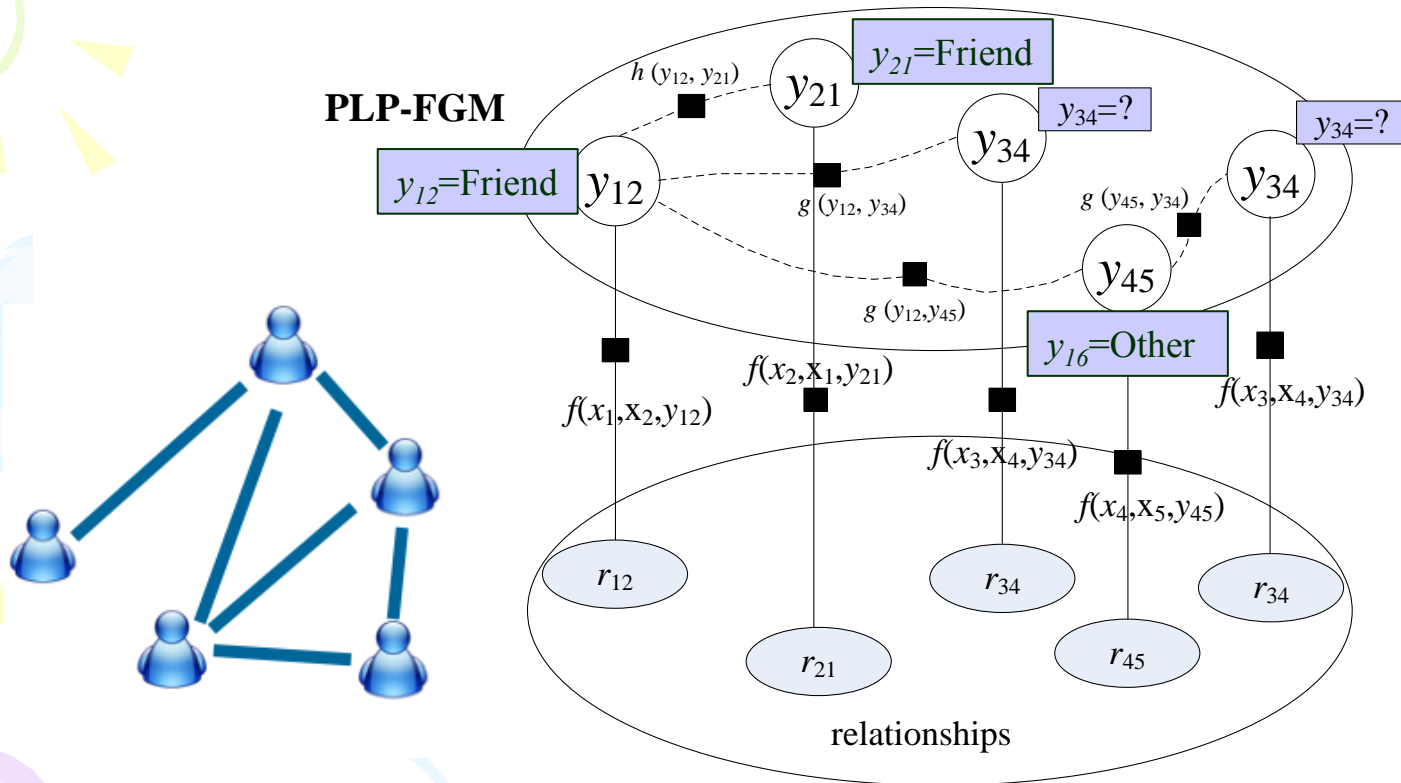 h (y12, y21)
y21
y21=Friend
PLP-FGM
y34
y34=?
y34=?
y12=Friend
y12
g (y12, y34)
g (y45, y34)
y34
y45
g (y12,y45)
y16=Other
f(x2,x1,y21)
f(x1,x2,y12)
f(x3,x4,y34)
f(x3,x4,y34)
f(x4,x5,y45)
r12
r34
r34
r21
r45
relationships